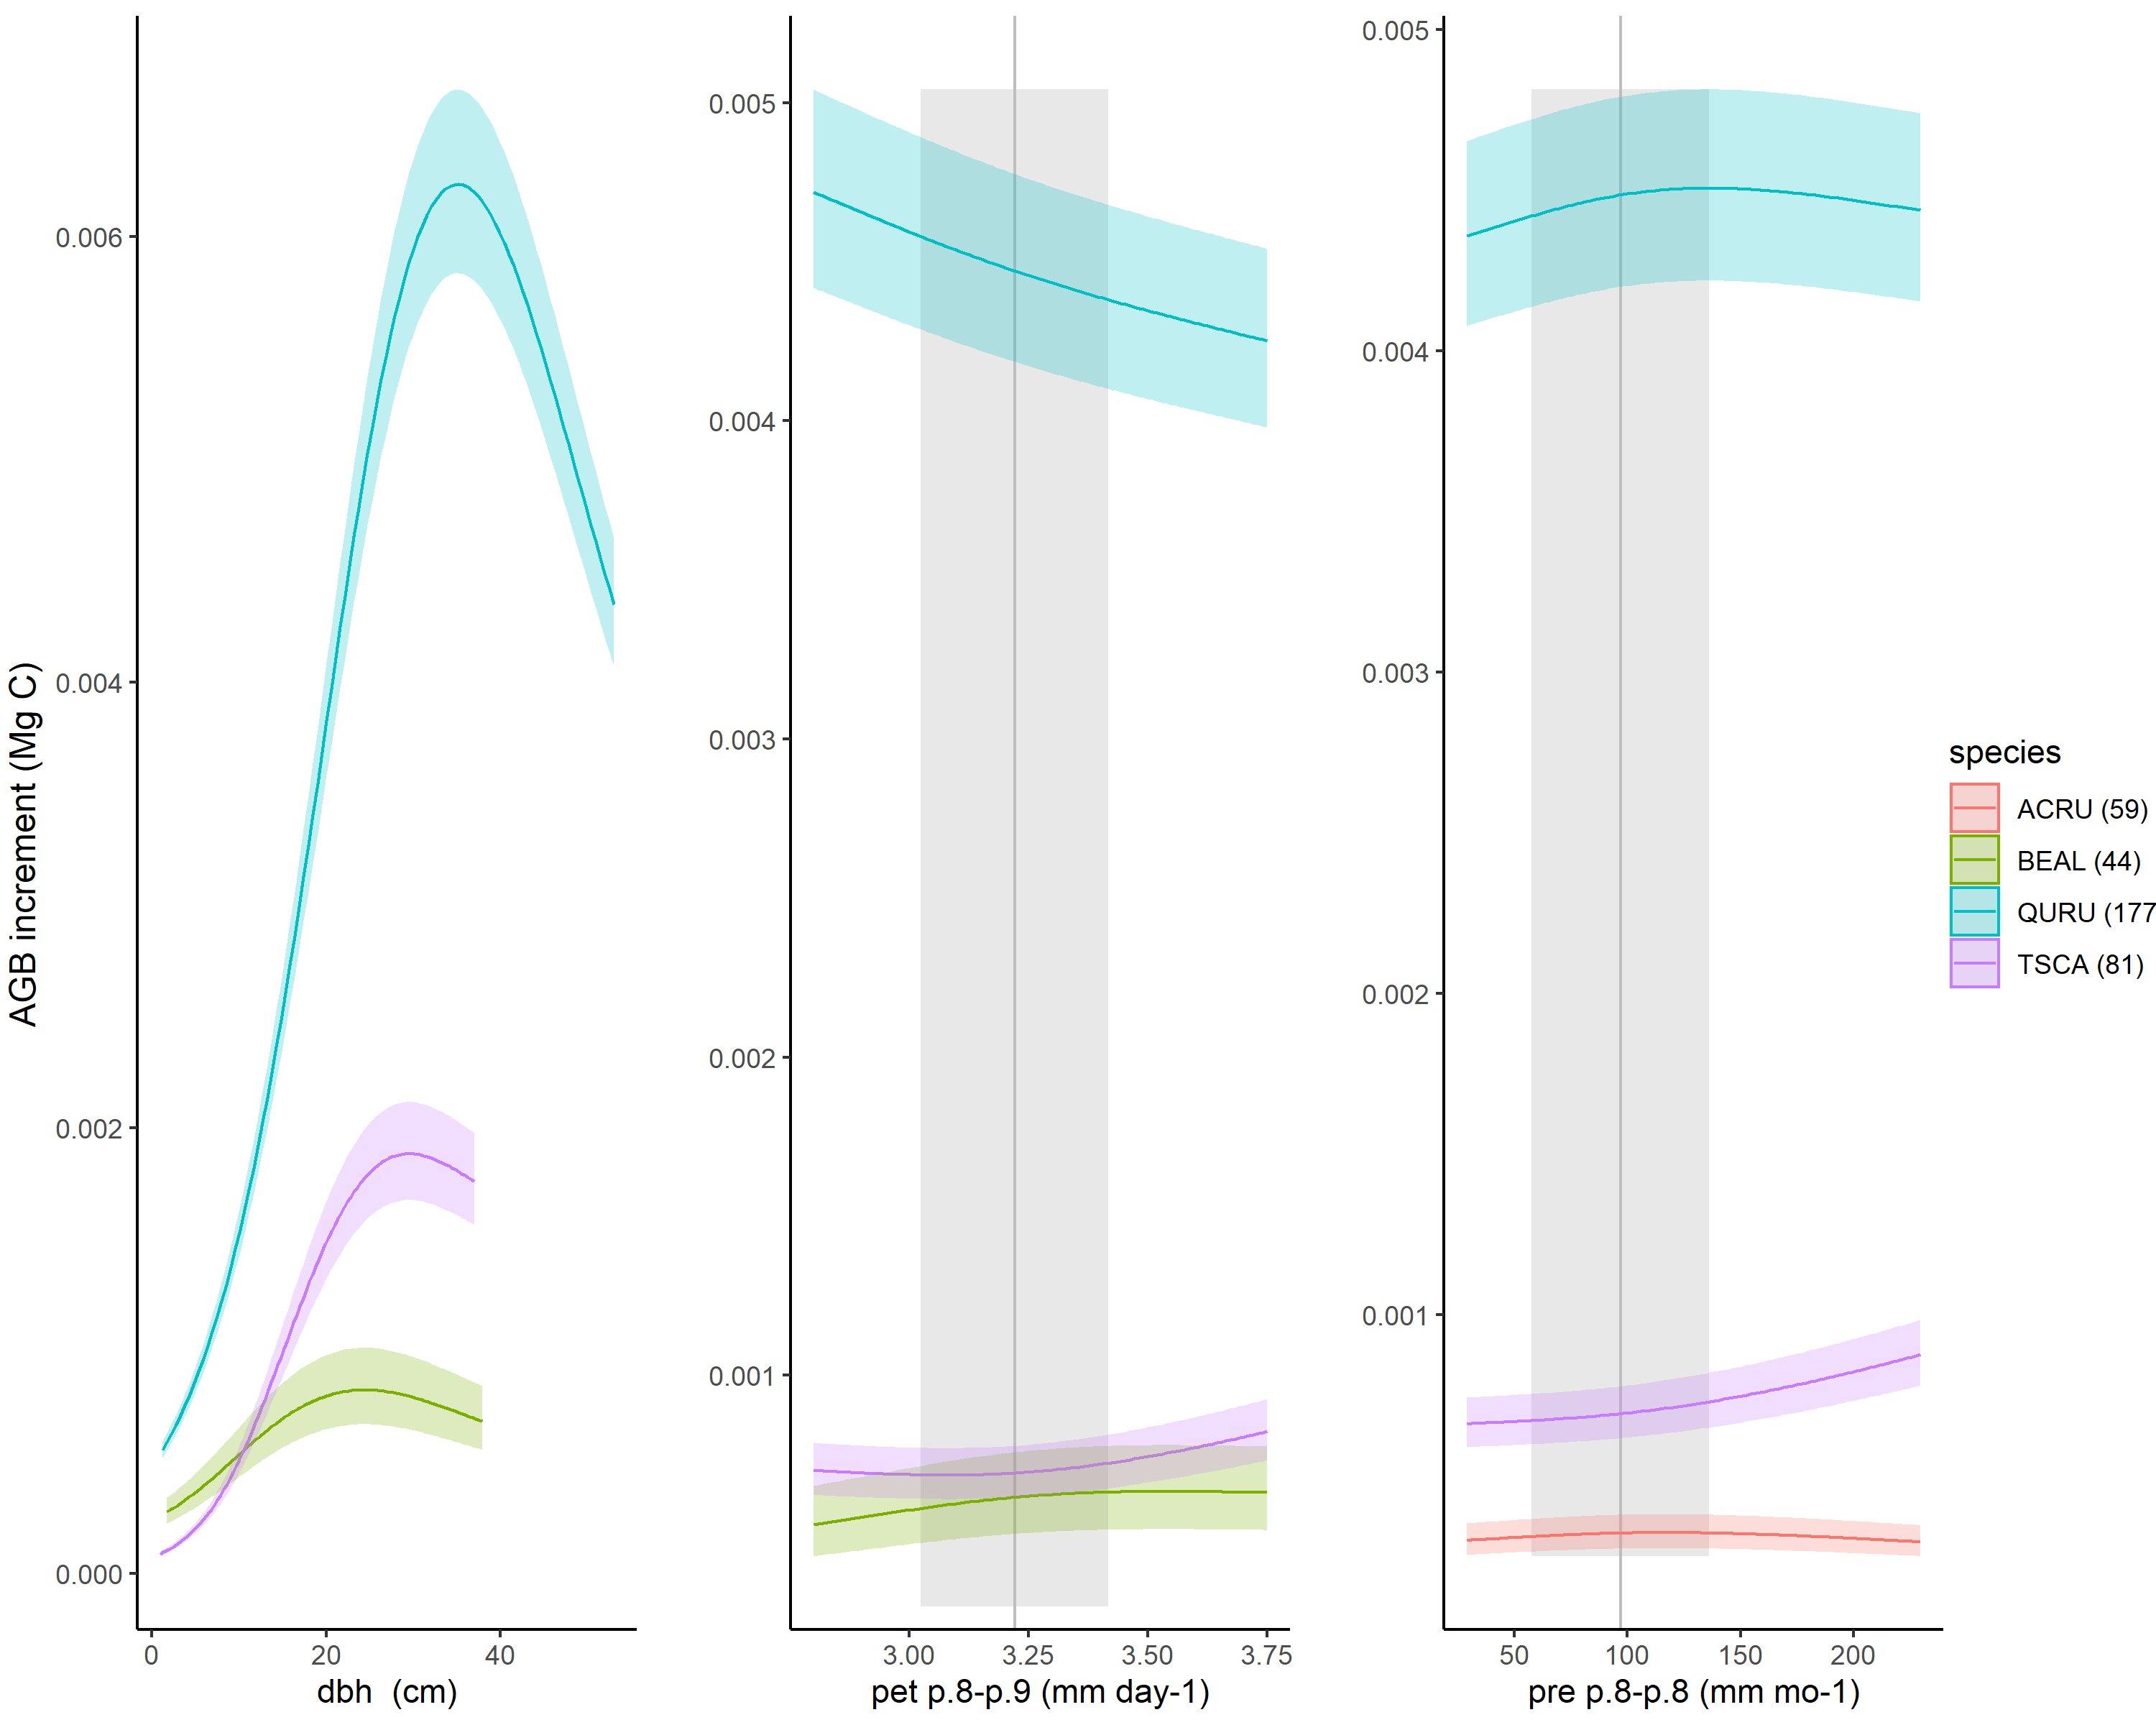 AGB increment (Mg C)
0.006
0.004
0.002
0.000
0 20 40
dbh  (cm)
0.005
0.004
0.003
0.002
0.001
3.00 3.25 3.50 3.75
pet p.8-p.9 (mm day-1)
0.005
0.004
0.003
0.002
0.001
50 100 150 200
pre p.8-p.8 (mm mo-1)
species
ACRU (59)
BEAL (44)
QURU (177
TSCA (81)